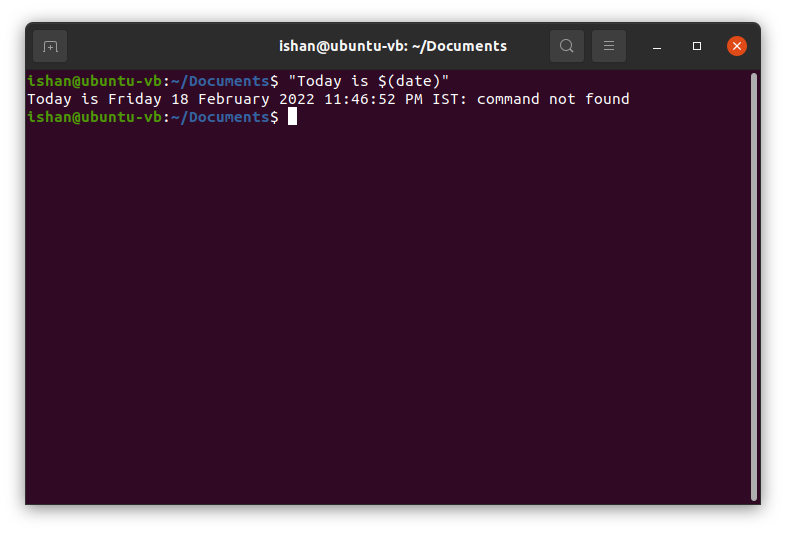 ishan@ubuntu-vb: ~/Documents
ishan@ubuntu-vb:~/Documents$ "Today is $(date)"
Today is Friday 18 February 2022 11:46:52 PM IST: command not found
ishan@ubuntu-vb:~/Documents$